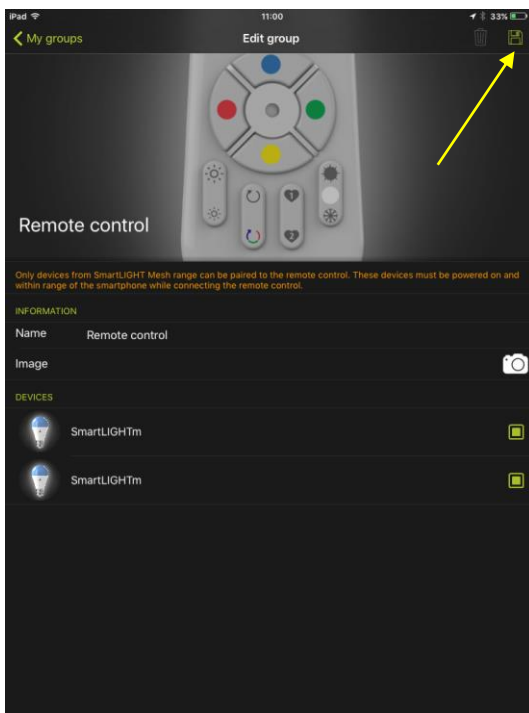 iPad 11:00 33%
My groups Edit group
1
2
Remote control
Only devices from SmartLIGHT Mesh range can be paired to the remote control. These devices must be powered on and
within range of the smartphone while connecting the remote control.
INFORMATION
Name Remote control
Image
DEVICES
SmartLIGHTm
SmartLIGHTm